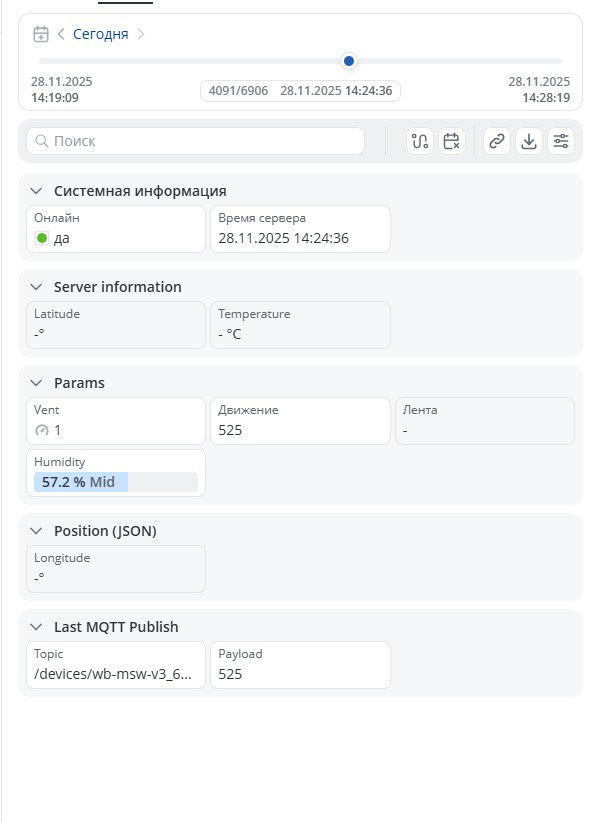 Сегодня
28.11.2025
14:19:09
4091/6906 28.11.2025 14:24:36
28.11.2025
14:28:19
Поиск
Системная информация
Онлайн
да
Время сервера
28.11.2025 14:24:36
Server information
Latitude
-°
Temperature
- °C
Params
Vent
1
Движение
525
Лента
-
Humidity
57.2 % Mid
Position (JSON)
Longitude
-°
Last MQTT Publish
Topic
/devices/wb-msw-v3_6...
Payload
525